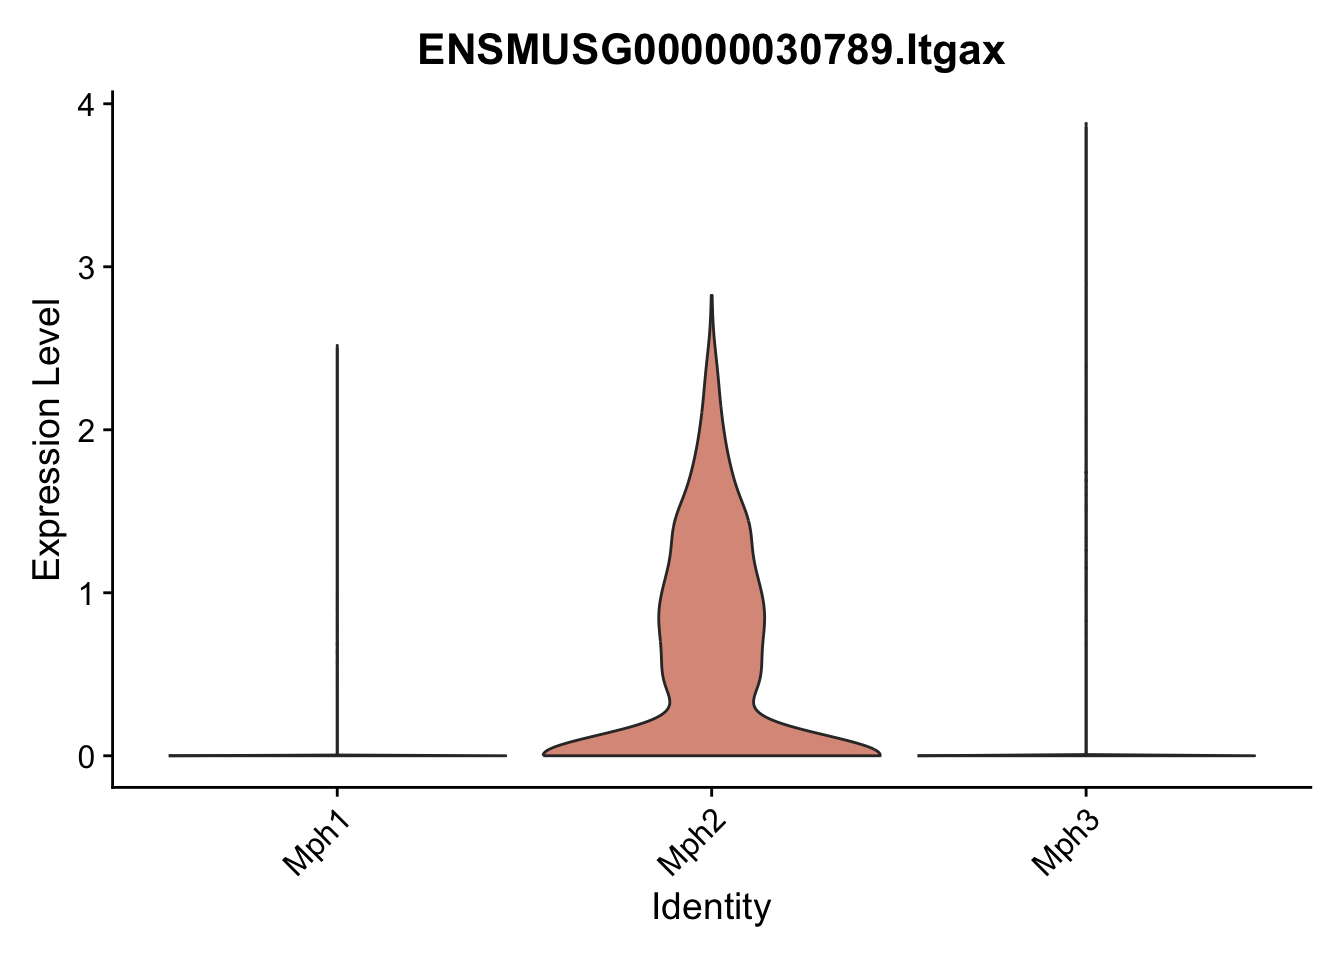 ENSMUSG00000030789.Itgax
Expression Level
4
3
2
1
0
Mph1
Mph2
Mph3
Identity